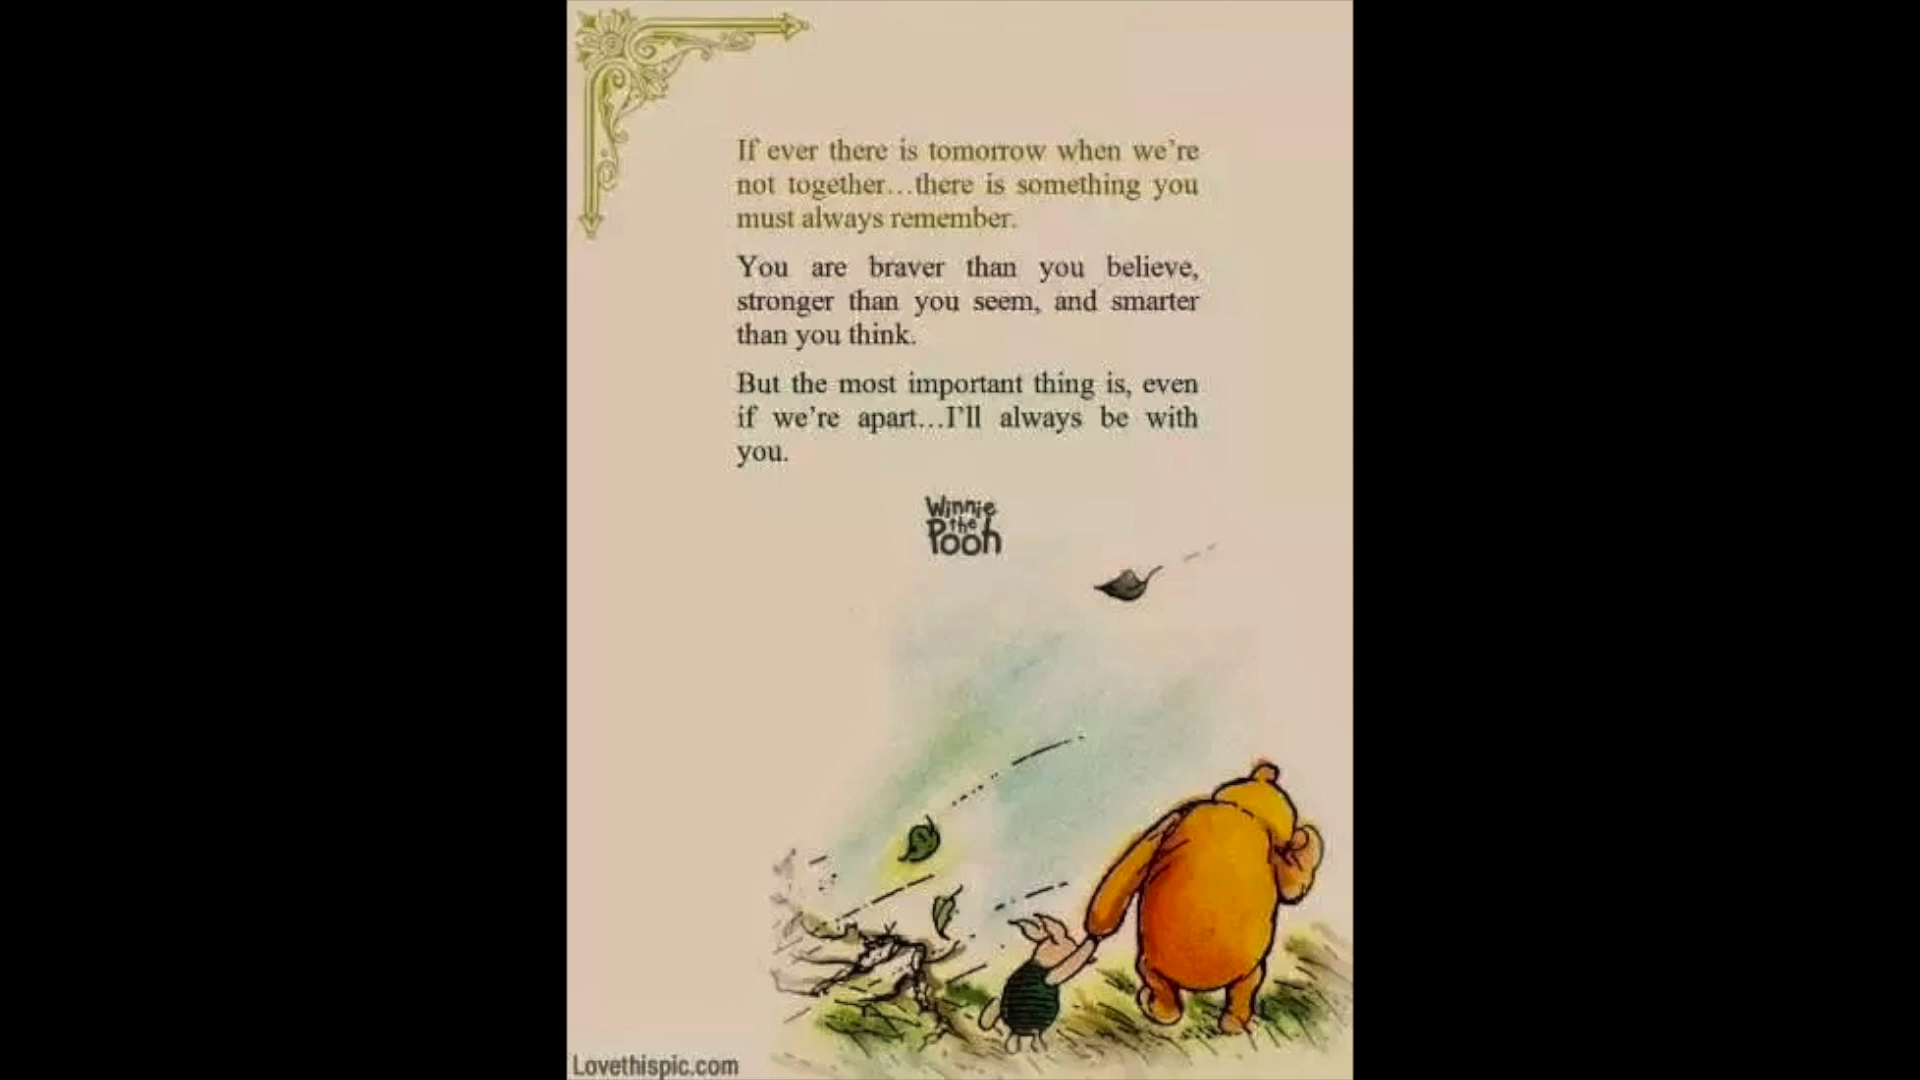 If ever there is tomorrow when we're
not together...there is something you
must always remember.
You are braver than you believe,
stronger than you seem, and smarter
than you think.
But the most important thing is, even
if we're apart...I'll always be with
you.
Winnie
the
Pooh
Lovethispic.com